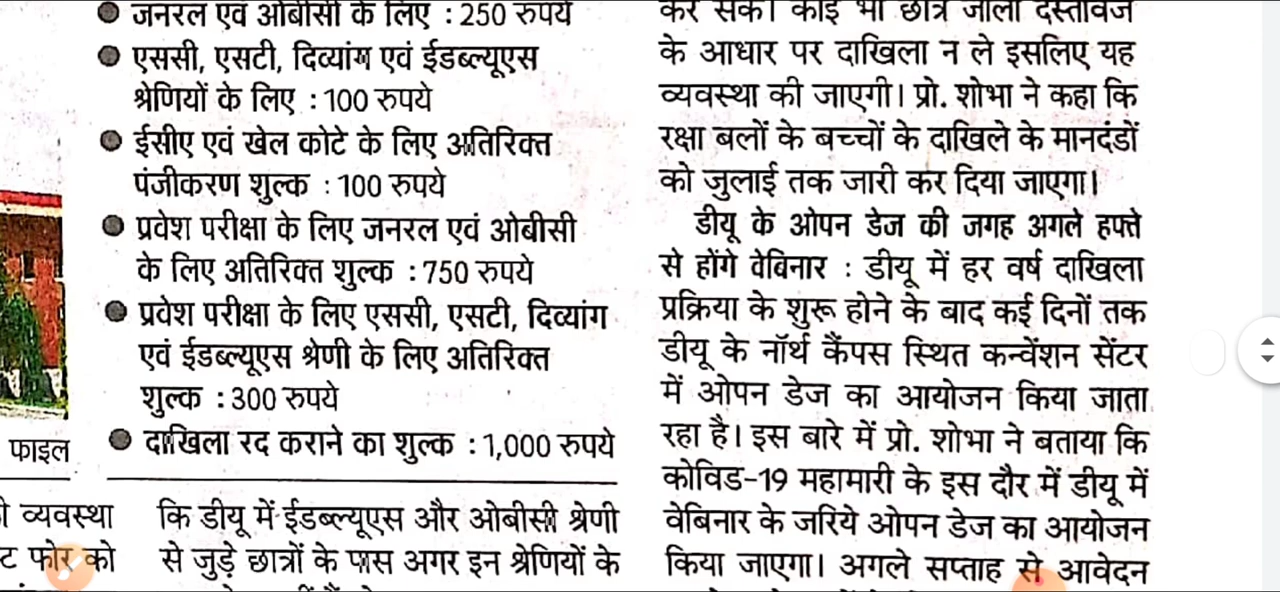 जनरल एवं ओबीसी के लिए : 250 रुपये
एससी, एसटी, दिव्यांग एवं ईडब्ल्यूएस
श्रेणियों के लिए : 100 रुपये
ईसीए एवं खेल कोटे के लिए अतिरिक्त
पंजीकरण शुल्क : 100 रुपये
प्रवेश परीक्षा के लिए जनरल एवं ओबीसी
के लिए अतिरिक्त शुल्क : 750 रुपये
प्रवेश परीक्षा के लिए एससी, एसटी, दिव्यांग
एवं ईडब्ल्यूएस श्रेणी के लिए अतिरिक्त
शुल्क : 300 रुपये
दाखिला रद कराने का शुल्क : 1,000 रुपये
फाइल
व्यवस्था
फोर को
कि डीयू में ईडब्ल्यूएस और ओबीसी श्रेणी
से जुड़े छात्रों के पास अगर इन श्रेणियों के
कर सके। कोई भी छात्र जाली दस्तावेज
के आधार पर दाखिला न ले इसलिए यह
व्यवस्था की जाएगी। प्रो. शोभा ने कहा कि
रक्षा बलों के बच्चों के दाखिले के मानदंडों
को जुलाई तक जारी कर दिया जाएगा।
डीयू के ओपन डेज की जगह अगले हफ्ते
से होंगे वेबिनार : डीयू में हर वर्ष दाखिला
प्रक्रिया के शुरू होने के बाद कई दिनों तक
डीयू के नॉर्थ कैंपस स्थित कन्वेंशन सेंटर
में ओपन डेज का आयोजन किया जाता
रहा है। इस बारे में प्रो. शोभा ने बताया कि
कोविड-19 महामारी के इस दौर में डीयू में
वेबिनार के जरिये ओपन डेज का आयोजन
किया जाएगा। अगले सप्ताह से आवेदन